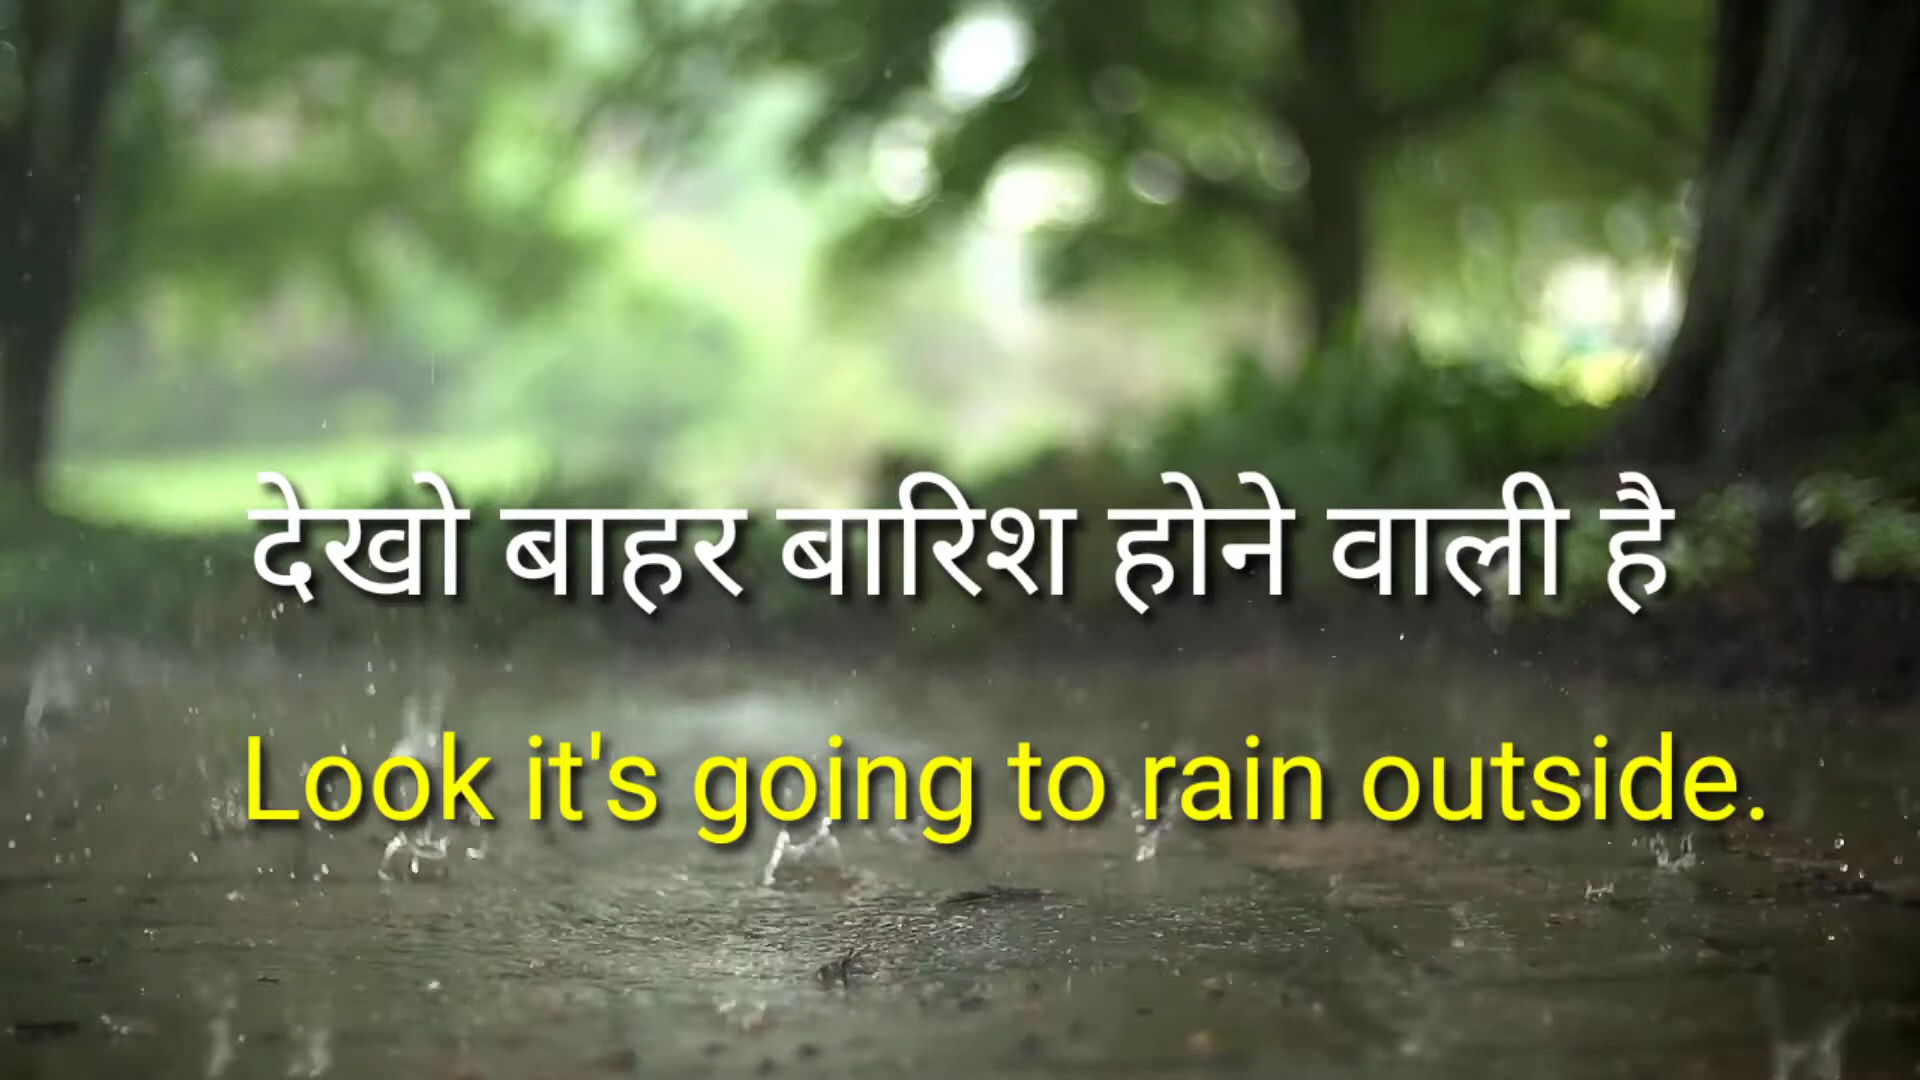 देखो बाहर बारिश होने वाली है
Look it's going to rain outside.